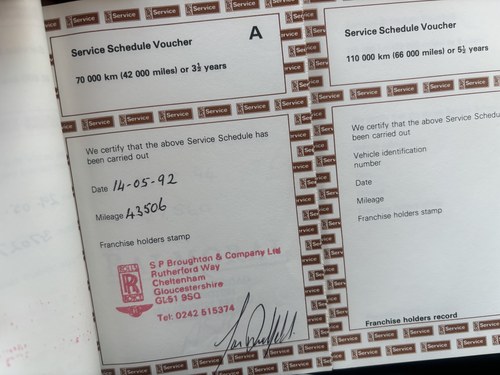 Service Schedule Voucher
A
70 000 km (42 000 miles) or 3½ years
We certify that the above Service Schedule has
been carried out
Date 14-05-92
Mileage 43506
Franchise holders stamp
ROLLS
RR
ROYCE
S P Broughton & Company Ltd
Rutherford Way
Cheltenham
Gloucestershire
GL51 9SQ
Tel: 0242 515374
Service Schedule Voucher
110 000 km (66 000 miles) or 5½
We certify that the above Service Schedu
been carried out
Vehicle identification
number
Date
Mileage
Franchise holders stamp
Franchise holders record